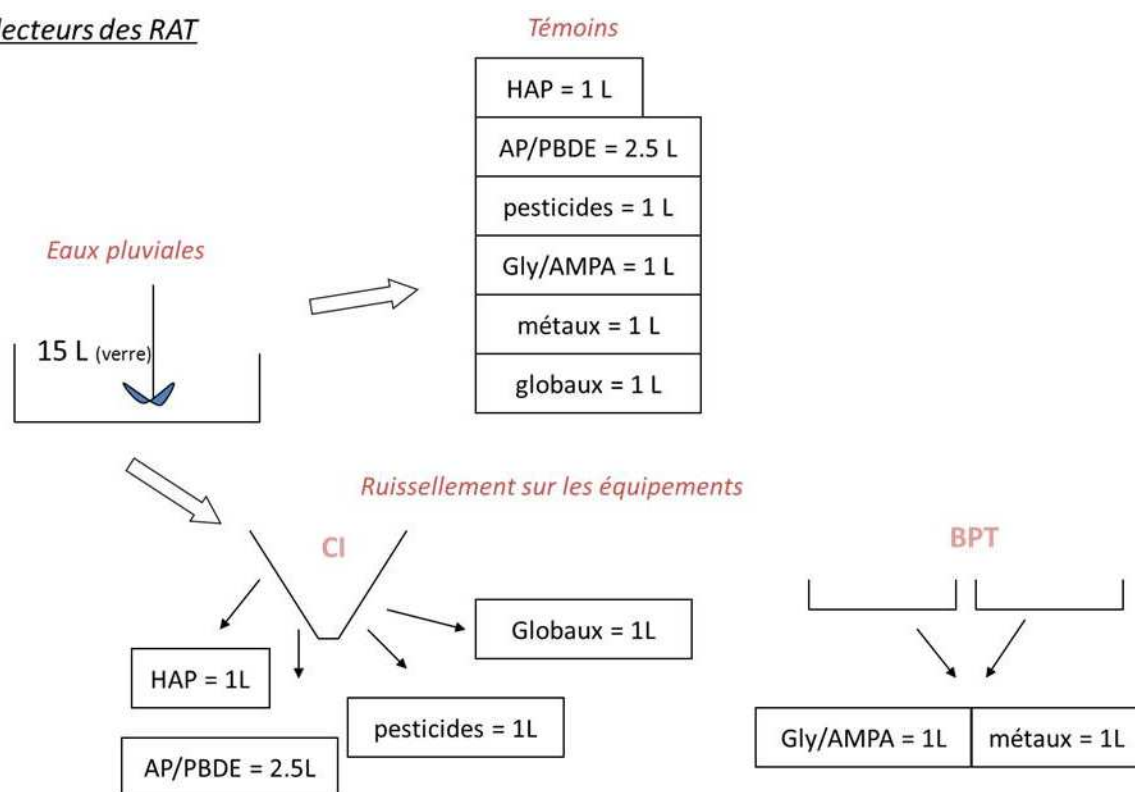 des RAT
Témoins
HAP = 1 L
AP/PBDE = 2.5 L
pesticides = 1 L
Gly/AMPA = 1 L
métaux = 1 L
globaux = 1 L
Eaux pluviales
15 L (verre)
Ruissellement sur les équipements
CI
BPT
Globaux = 1L
HAP = 1L
pesticides = 1L
AP/PBDE = 2.5L
Gly/AMPA = 1L
métaux = 1L